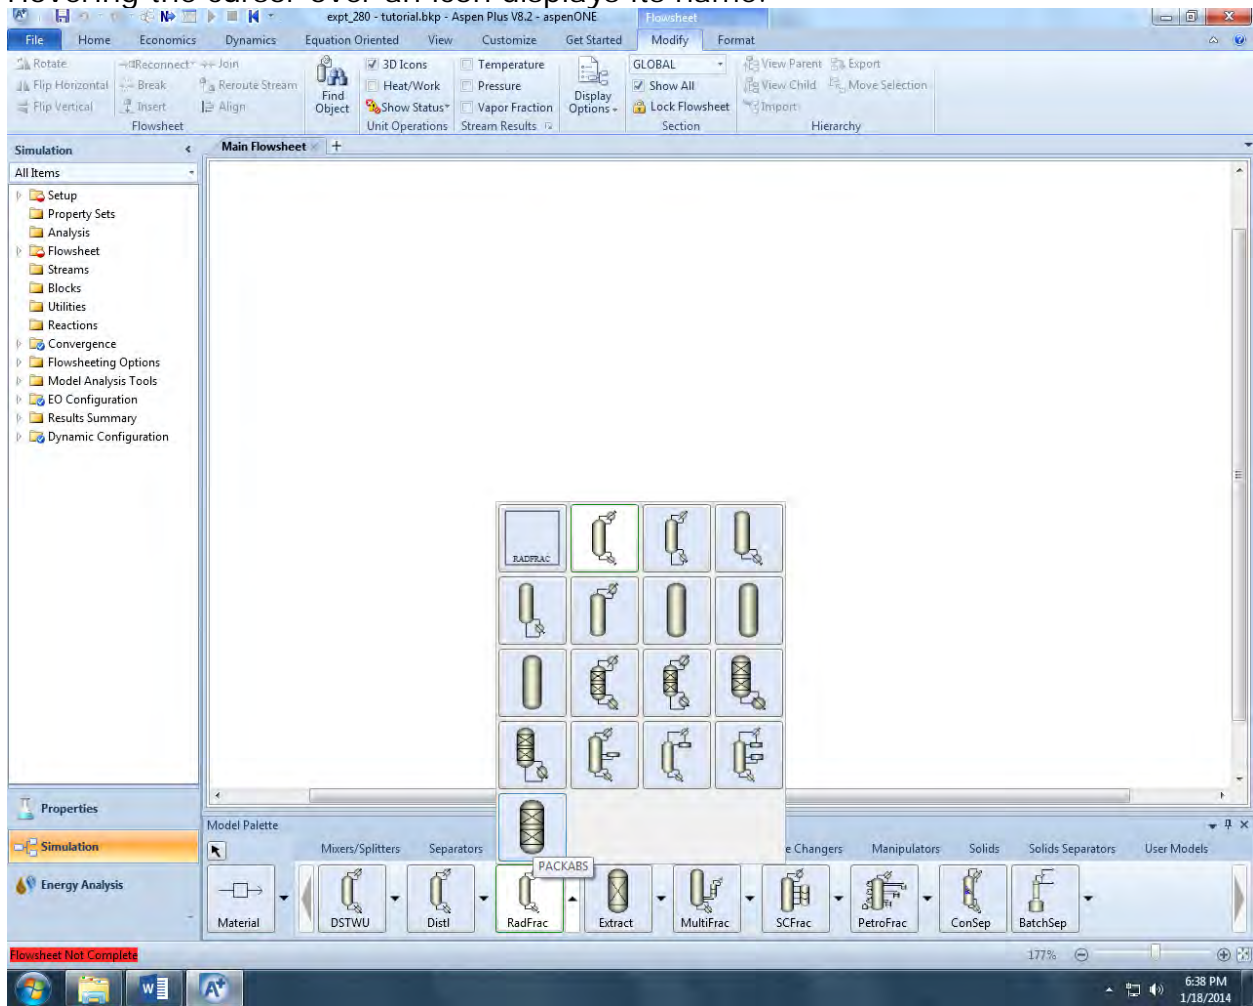 Hovering the cursor over an icon displays its name.
expt_280 - tutorial.bkp - Aspen Plus V8.2 - aspenONE
Flowsheet
File Home Economics Dynamics Equation Oriented View Customize Get Started Modify Format
Rotate Reconnect Join 3D Icons Temperature GLOBAL View Parent Export
Flip Horizontal Break Reroute Stream Find Object Heat/Work Pressure Display Options Show All View Child Move Selection
Flip Vertical Insert Align Show Status Vapor Fraction Lock Flowsheet Import
Flowsheet Unit Operations Stream Results Section Hierarchy
Simulation
Main Flowsheet
All Items
Setup
Property Sets
Analysis
Flowsheet
Streams
Blocks
Utilities
Reactions
Convergence
Flowsheeting Options
Model Analysis Tools
EO Configuration
Results Summary
Dynamic Configuration
RADFRAC
Properties
Simulation
Energy Analysis
Model Palette
Mixers/Splitters Separators e Changers Manipulators Solids Solids Separators User Models
PACKABS
Material DSTWU Distl RadFrac Extract MultiFrac SCFrac PetroFrac ConSep BatchSep
Flowsheet Not Complete
177%
6:38 PM
1/18/2014